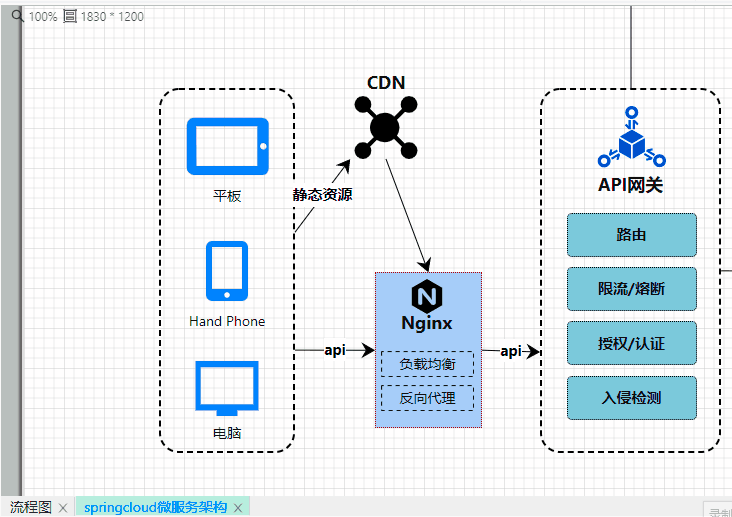 100% 1830 * 1200
CDN
平板
静态资源
Hand Phone
电脑
api
N
Nginx
负载均衡
反向代理
api
API网关
路由
限流/熔断
授权/认证
入侵检测
流程图 ×
springcloud微服务架构 ×
录制